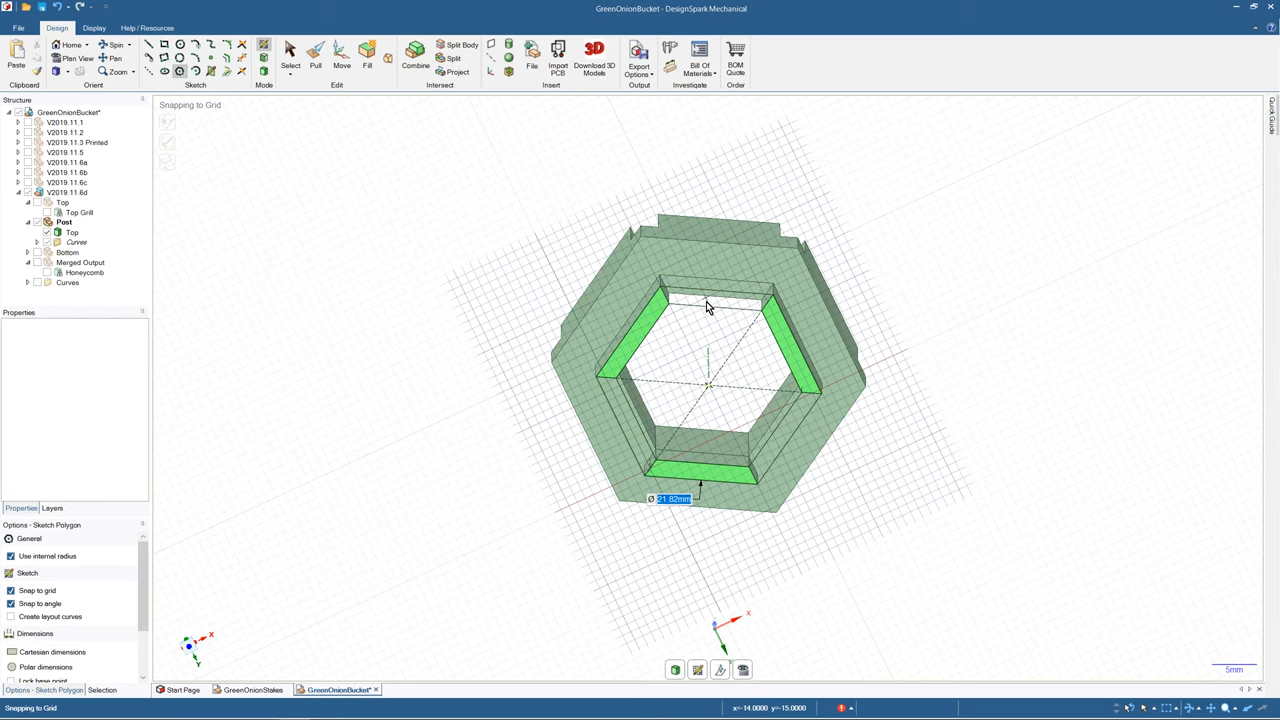 GreenOnionBucket - DesignSpark Mechanical
File
Design
Display
Help / Resources
Paste
Home
Spin
Plan View
Pan
Zoom
Select
Pull
Move
Fill
Combine
Split Body
Split
Project
File
Import PCB
Download 3D Models
3D
Export Options
Bill Of Materials
BOM Quote
Clipboard
Orient
Sketch
Mode
Edit
Intersect
Insert
Output
Investigate
Order
Structure
GreenOnionBucket*
V2019.11.1
V2019.11.2
V2019.11.3 Printed
V2019.11.5
V2019.11.6a
V2019.11.6b
V2019.11.6c
V2019.11.6d
Top
Top Grill
Post
Top
Curves
Bottom
Merged Output
Honeycomb
Curves
Properties
Properties Layers
Options - Sketch Polygon
General
Use internal radius
Sketch
Snap to grid
Snap to angle
Create layout curves
Dimensions
Cartesian dimensions
Polar dimensions
Lock base point
Options - Sketch Polygon Selection
Snapping to Grid
Snapping to Grid
Ø 21.82mm
X
X
Y
5mm
Quick Guide
Start Page
GreenOnionStakes
GreenOnionBucket*
x=-14.0000 y=-15.0000